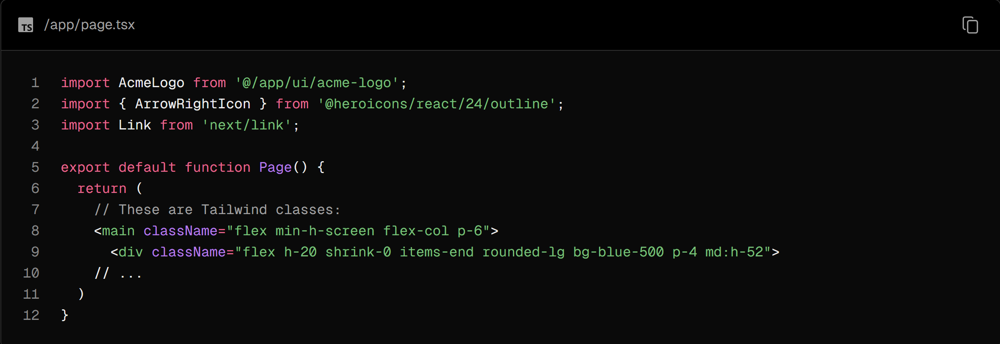 TS /app/page.tsx
1 import AcmeLogo from '@/app/ui/acme-logo';
2 import { ArrowRightIcon } from '@heroicons/react/24/outline';
3 import Link from 'next/link';
4
5 export default function Page() {
6   return (
7     // These are Tailwind classes:
8     <main className="flex min-h-screen flex-col p-6">
9       <div className="flex h-20 shrink-0 items-end rounded-lg bg-blue-500 p-4 md:h-52">
10     // ...
11   )
12 }